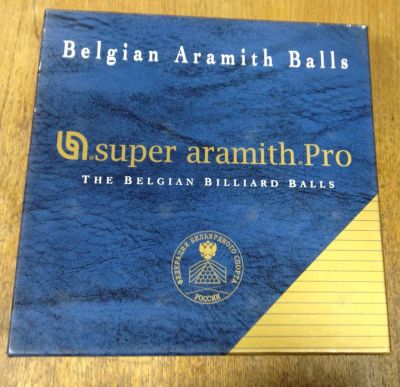 Belgian Aramith Balls
super aramith Pro
THE BELGIAN BILLIARD BALLS
ФЕДЕРАЦИЯ БИЛЬЯРДНОГО СПОРТА
РОССИИ